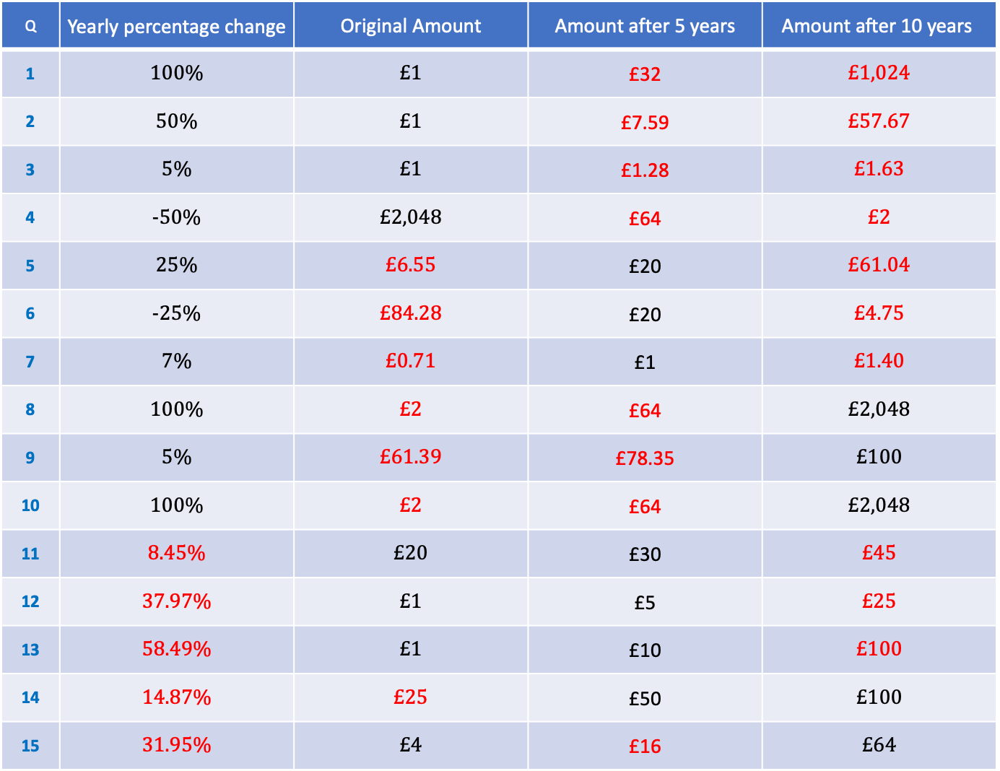 Q Yearly percentage change Original Amount Amount after 5 years Amount after 10 years
1 100% £1 £32 £1,024
2 50% £1 £7.59 £57.67
3 5% £1 £1.28 £1.63
4 -50% £2,048 £64 £2
5 25% £6.55 £20 £61.04
6 -25% £84.28 £20 £4.75
7 7% £0.71 £1 £1.40
8 100% £2 £64 £2,048
9 5% £61.39 £78.35 £100
10 100% £2 £64 £2,048
11 8.45% £20 £30 £45
12 37.97% £1 £5 £25
13 58.49% £1 £10 £100
14 14.87% £25 £50 £100
15 31.95% £4 £16 £64